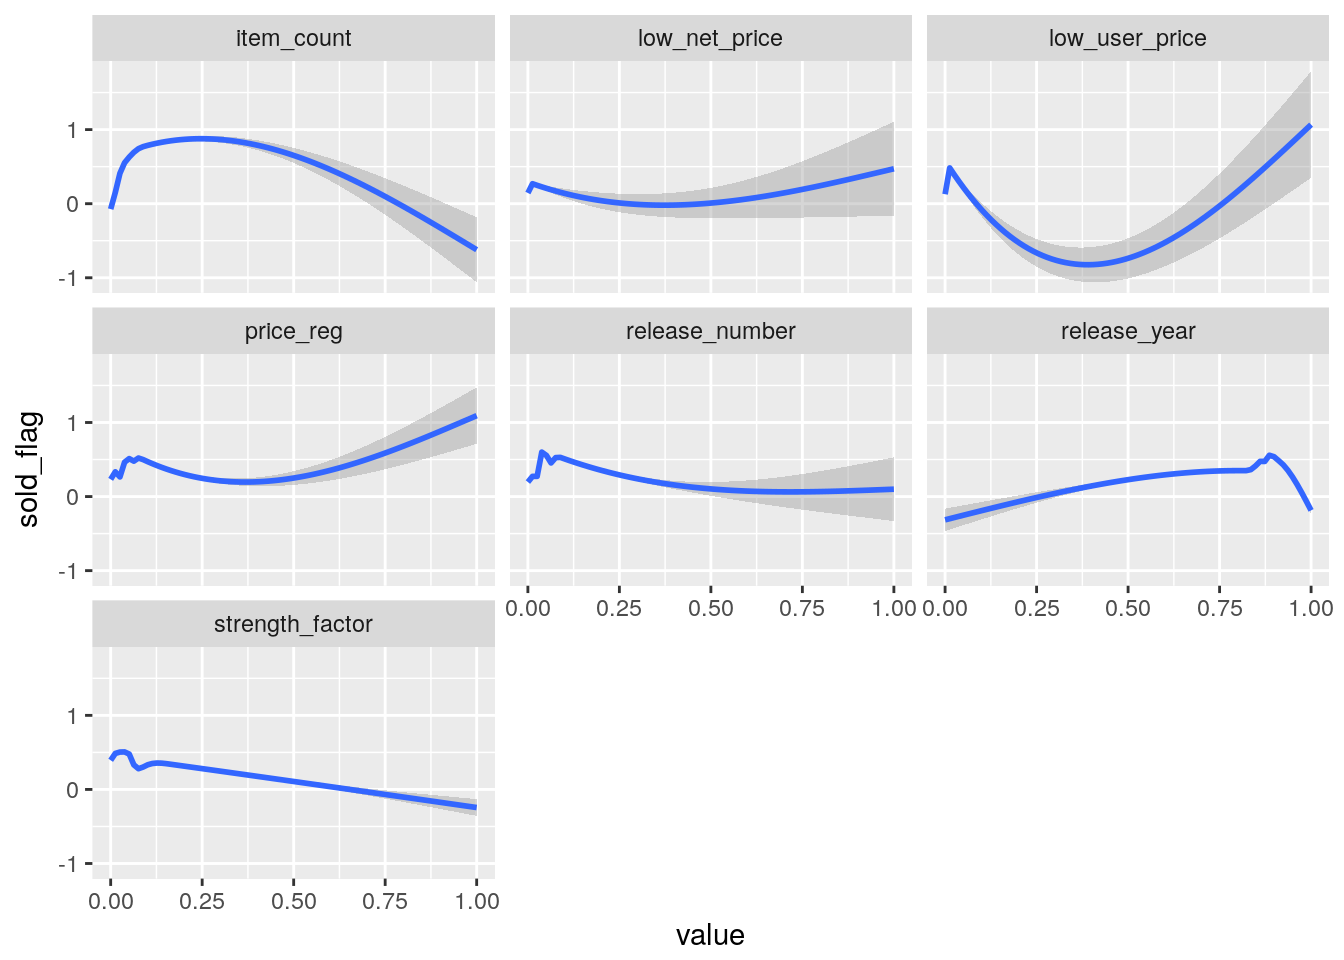 item_count low_net_price low_user_price
1
0
-1
price_reg release_number release_year
1
0
-1
0.00 0.25 0.50 0.75 1.00 0.00 0.25 0.50 0.75 1.00
strength_factor
1
0
-1
0.00 0.25 0.50 0.75 1.00
value
sold_flag